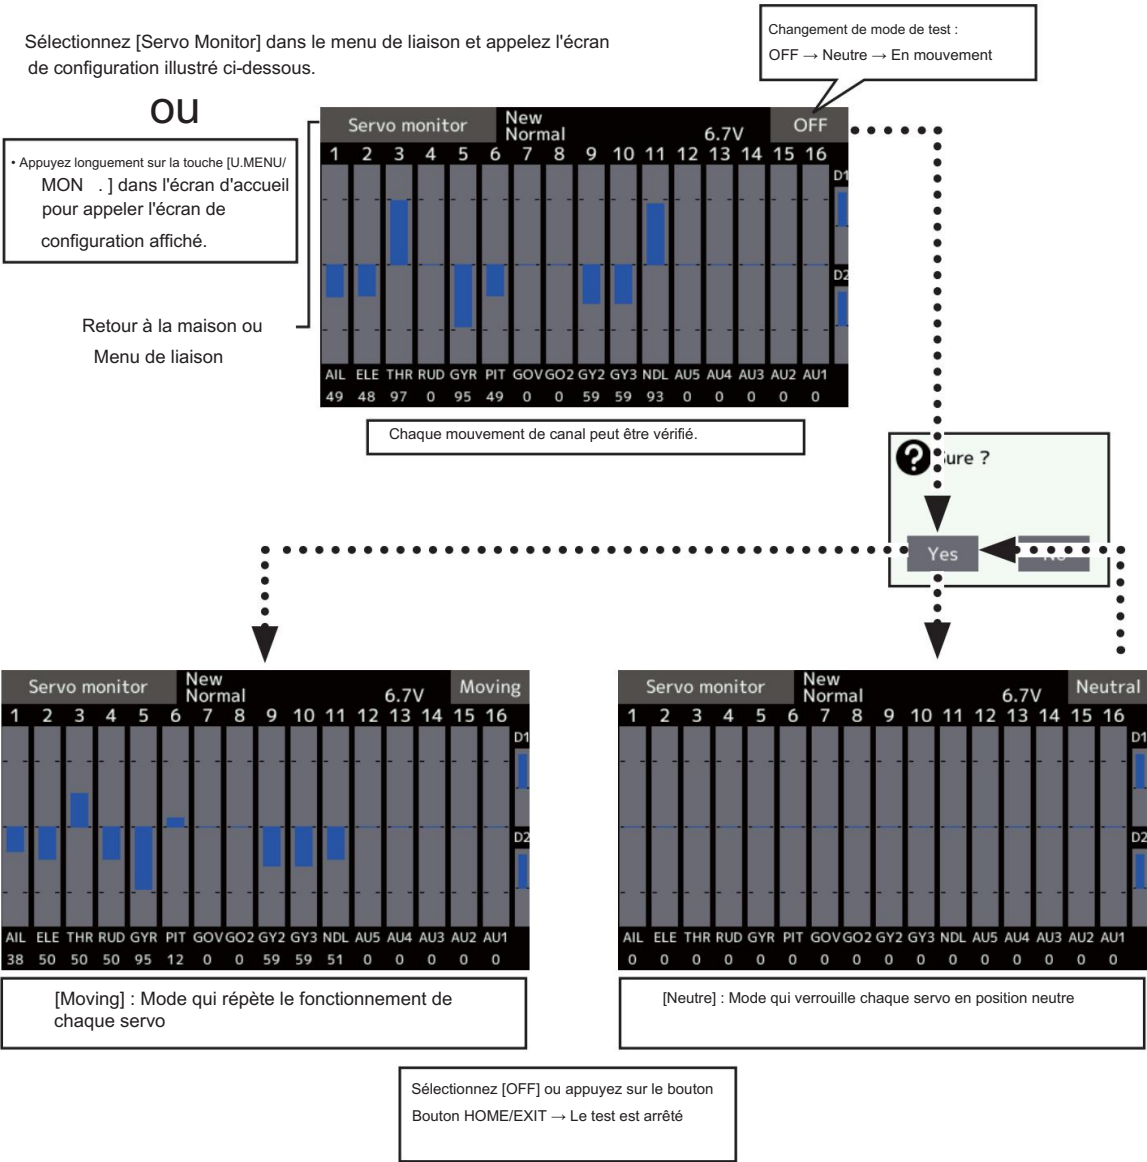 Sélectionnez [Servo Monitor] dans le menu de liaison et appelez l'écran
de configuration illustré ci-dessous.
ou
• Appuyez longuement sur la touche [U.MENU/
MON . ] dans l'écran d'accueil
pour appeler l'écran de
configuration affiché.
Retour à la maison ou
Menu de liaison
Changement de mode de test :
OFF → Neutre → En mouvement
Servo monitor New Normal 6.7V OFF
1 2 3 4 5 6 7 8 9 10 11 12 13 14 15 16
D1
D2
AIL ELE THR RUD GYR PIT GOV GO2 GY2 GY3 NDL AU5 AU4 AU3 AU2 AU1
49 48 97 0 95 49 0 0 59 59 93 0 0 0 0 0
Chaque mouvement de canal peut être vérifié.
ure ?
Yes
Servo monitor New Normal 6.7V Moving
1 2 3 4 5 6 7 8 9 10 11 12 13 14 15 16
D1
D2
AIL ELE THR RUD GYR PIT GOV GO2 GY2 GY3 NDL AU5 AU4 AU3 AU2 AU1
38 50 50 50 95 12 0 0 59 59 51 0 0 0 0 0
[Moving] : Mode qui répète le fonctionnement de
chaque servo
Servo monitor New Normal 6.7V Neutral
1 2 3 4 5 6 7 8 9 10 11 12 13 14 15 16
D1
D2
AIL ELE THR RUD GYR PIT GOV GO2 GY2 GY3 NDL AU5 AU4 AU3 AU2 AU1
0 0 0 0 0 0 0 0 0 0 0 0 0 0 0 0
[Neutre] : Mode qui verrouille chaque servo en position neutre
Sélectionnez [OFF] ou appuyez sur le bouton
Bouton HOME/EXIT → Le test est arrêté